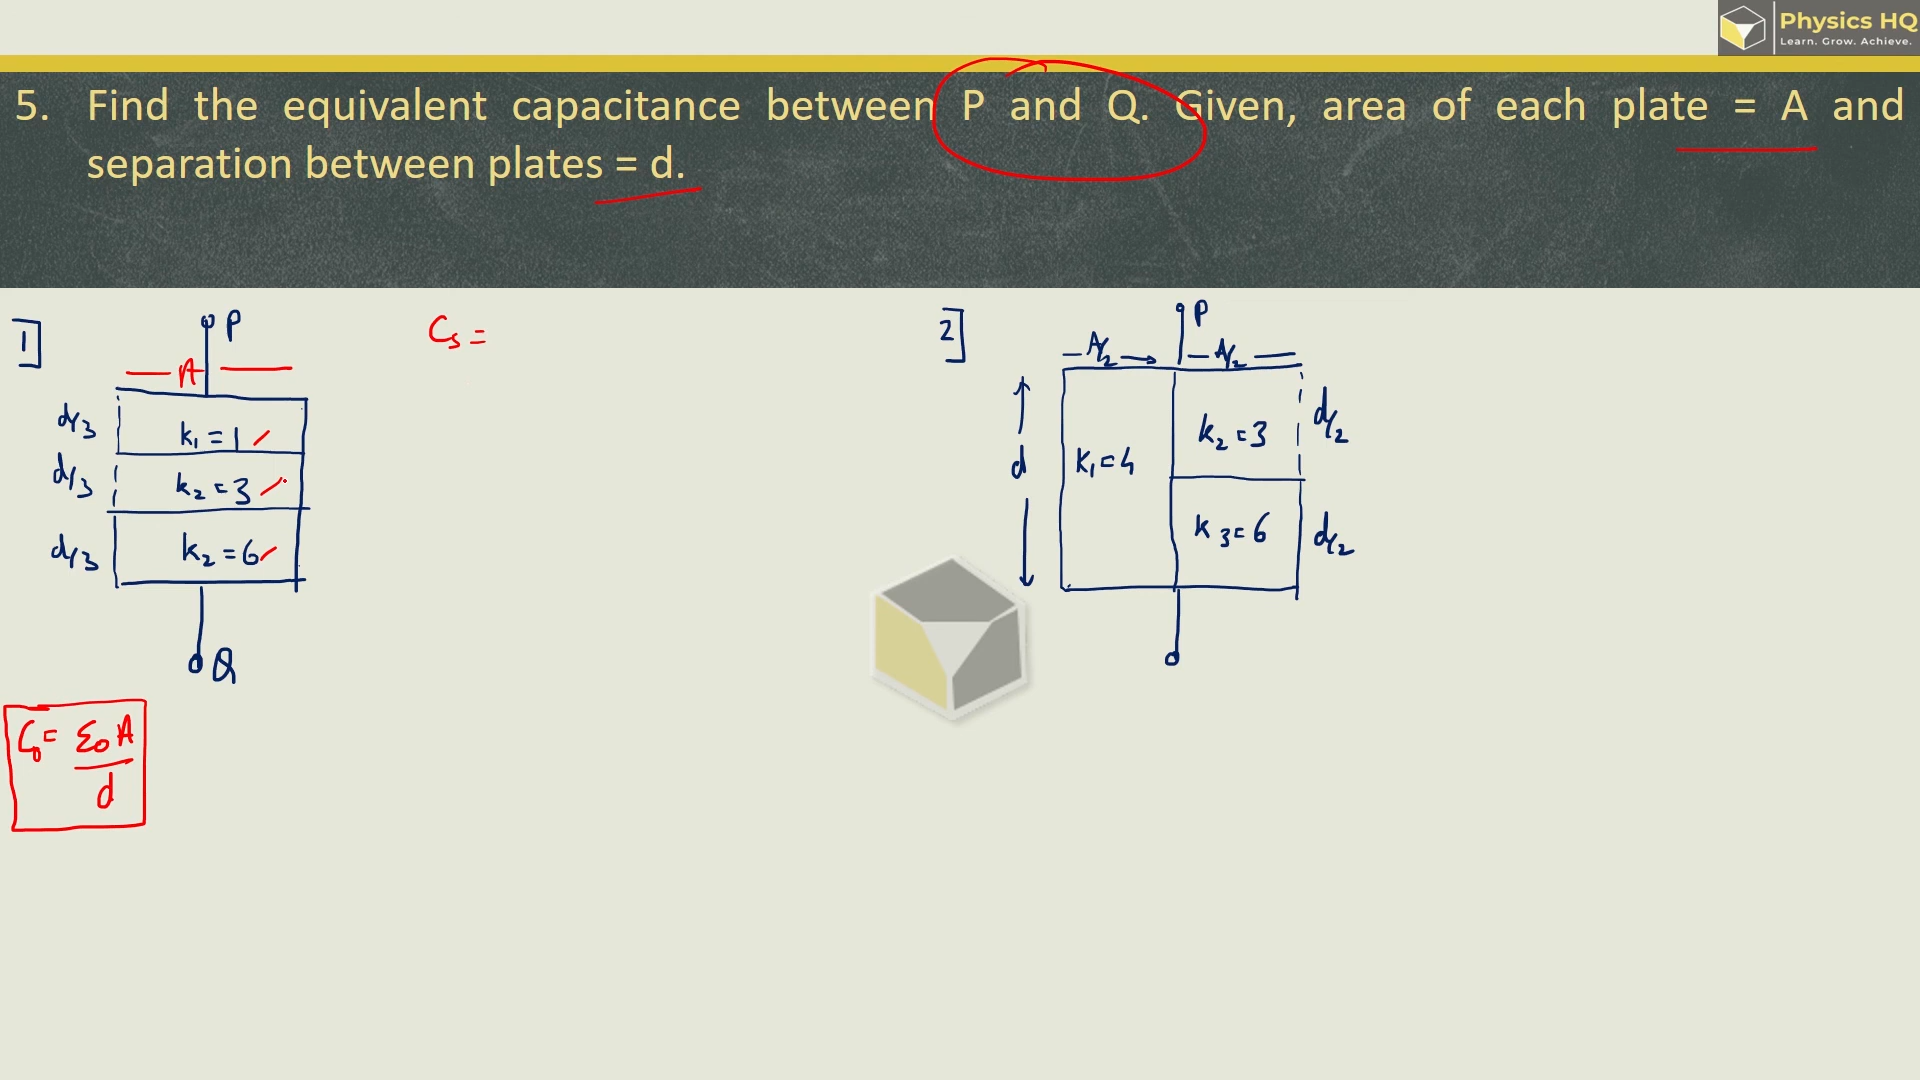 Physics HQ
Learn. Grow. Achieve.
5. Find the equivalent capacitance between P and Q. Given, area of each plate = A and
separation between plates = d.
1]
P
A
d/3
k₁ = 1
d/3
k₂ = 3
d/3
k₂ = 6
Q
C₀ = ε₀A
d
Cₛ =
2]
P
A/2
A/2
d
K₁ = 4
k₂ = 3
d/2
k₃ = 6
d/2